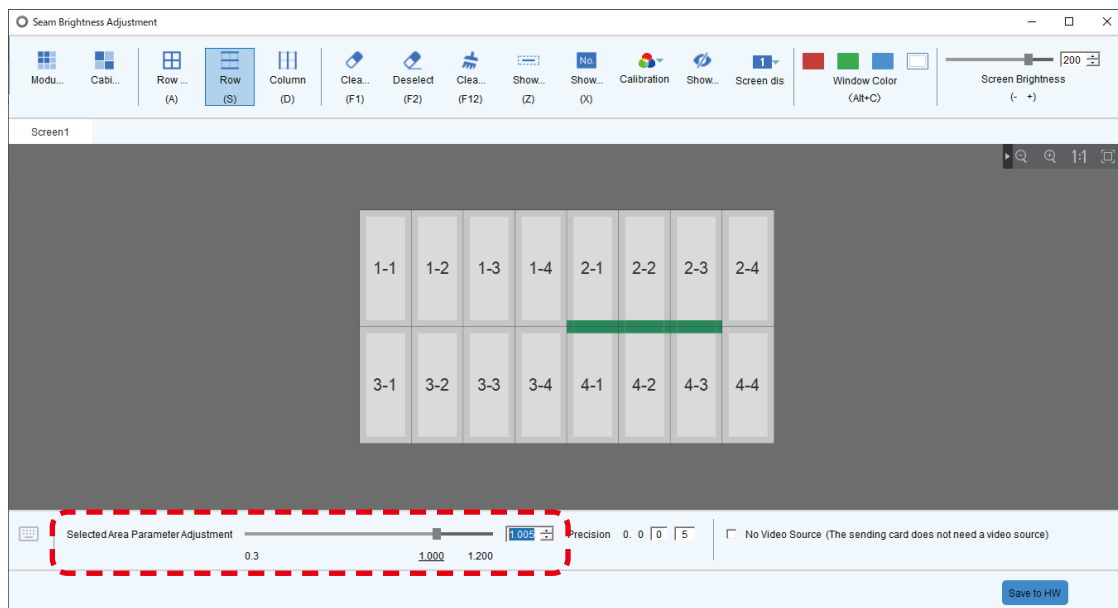 Seam Brightness Adjustment
Modu... Cabi... Row ... Row Column Clea... Deselect Clea... Show... No. Show... Calibration Show... 1 Screen dis Window Color 200 Screen Brightness
(A) (S) (D) (F1) (F2) (F12) (Z) (X) (Alt+C) (- +)
Screen1
1:1
1-1 1-2 1-3 1-4 2-1 2-2 2-3 2-4
3-1 3-2 3-3 3-4 4-1 4-2 4-3 4-4
Selected Area Parameter Adjustment 1.005 Precision 0. 0 0 5 No Video Source (The sending card does not need a video source)
0.3 1.000 1.200
Save to HW